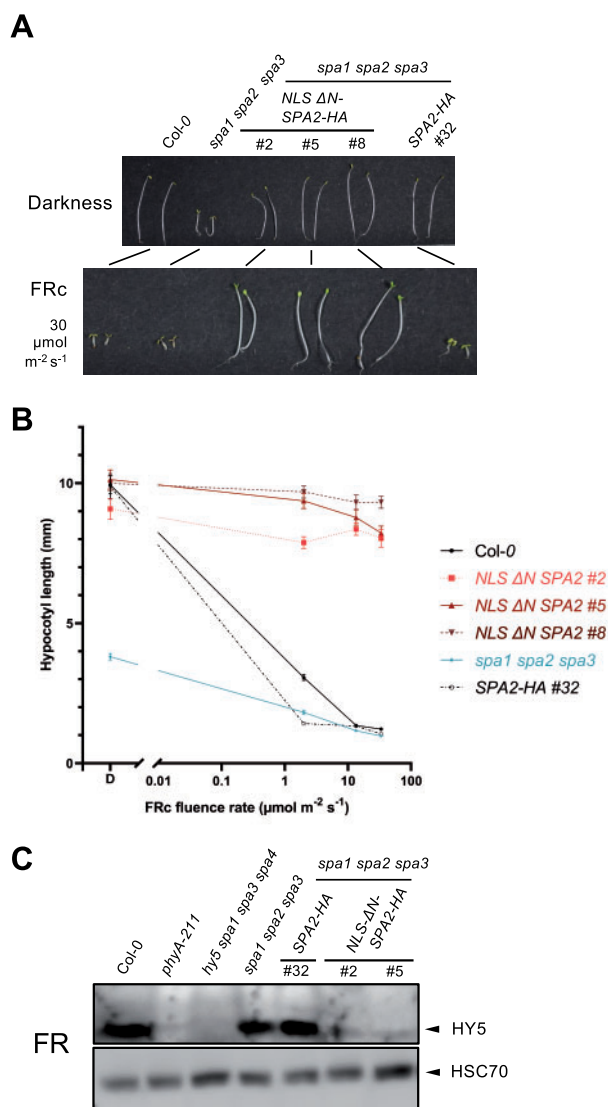 A
spa1 spa2 spa3
Col-0
spa1 spa2 spa3
NLS ΔN-
SPA2-HA
SPA2-HA
#32
#2 #5 #8
Darkness
FRc
30
µmol
m-2 s-1
B
Hypocotyl length (mm)
10
5
0
D
0.01 0.1 1 10 100
FRc fluence rate (µmol m-2 s-1)
Col-0
NLS ΔN SPA2 #2
NLS ΔN SPA2 #5
NLS ΔN SPA2 #8
spa1 spa2 spa3
SPA2-HA #32
C
spa1 spa2 spa3
Col-0
phyA-211
hy5 spa1 spa3 spa4
spa1 spa2 spa3
SPA2-HA
NLS-ΔN-
SPA2-HA
#32 #2 #5
FR
HY5
HSC70